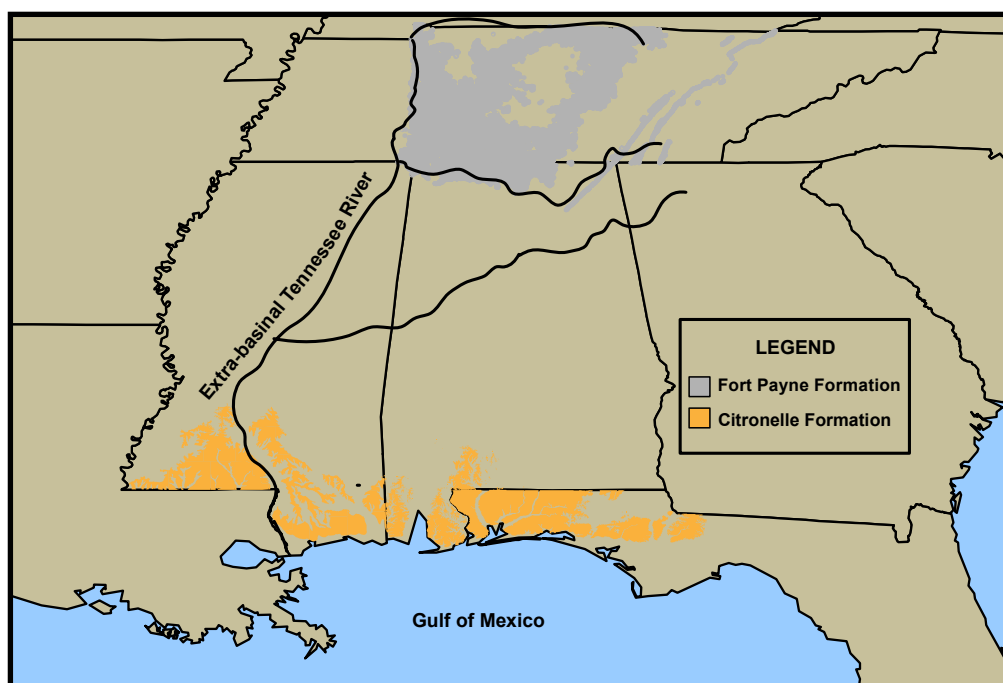 Extra-basinal Tennessee River
LEGEND
Fort Payne Formation
Citronelle Formation
Gulf of Mexico